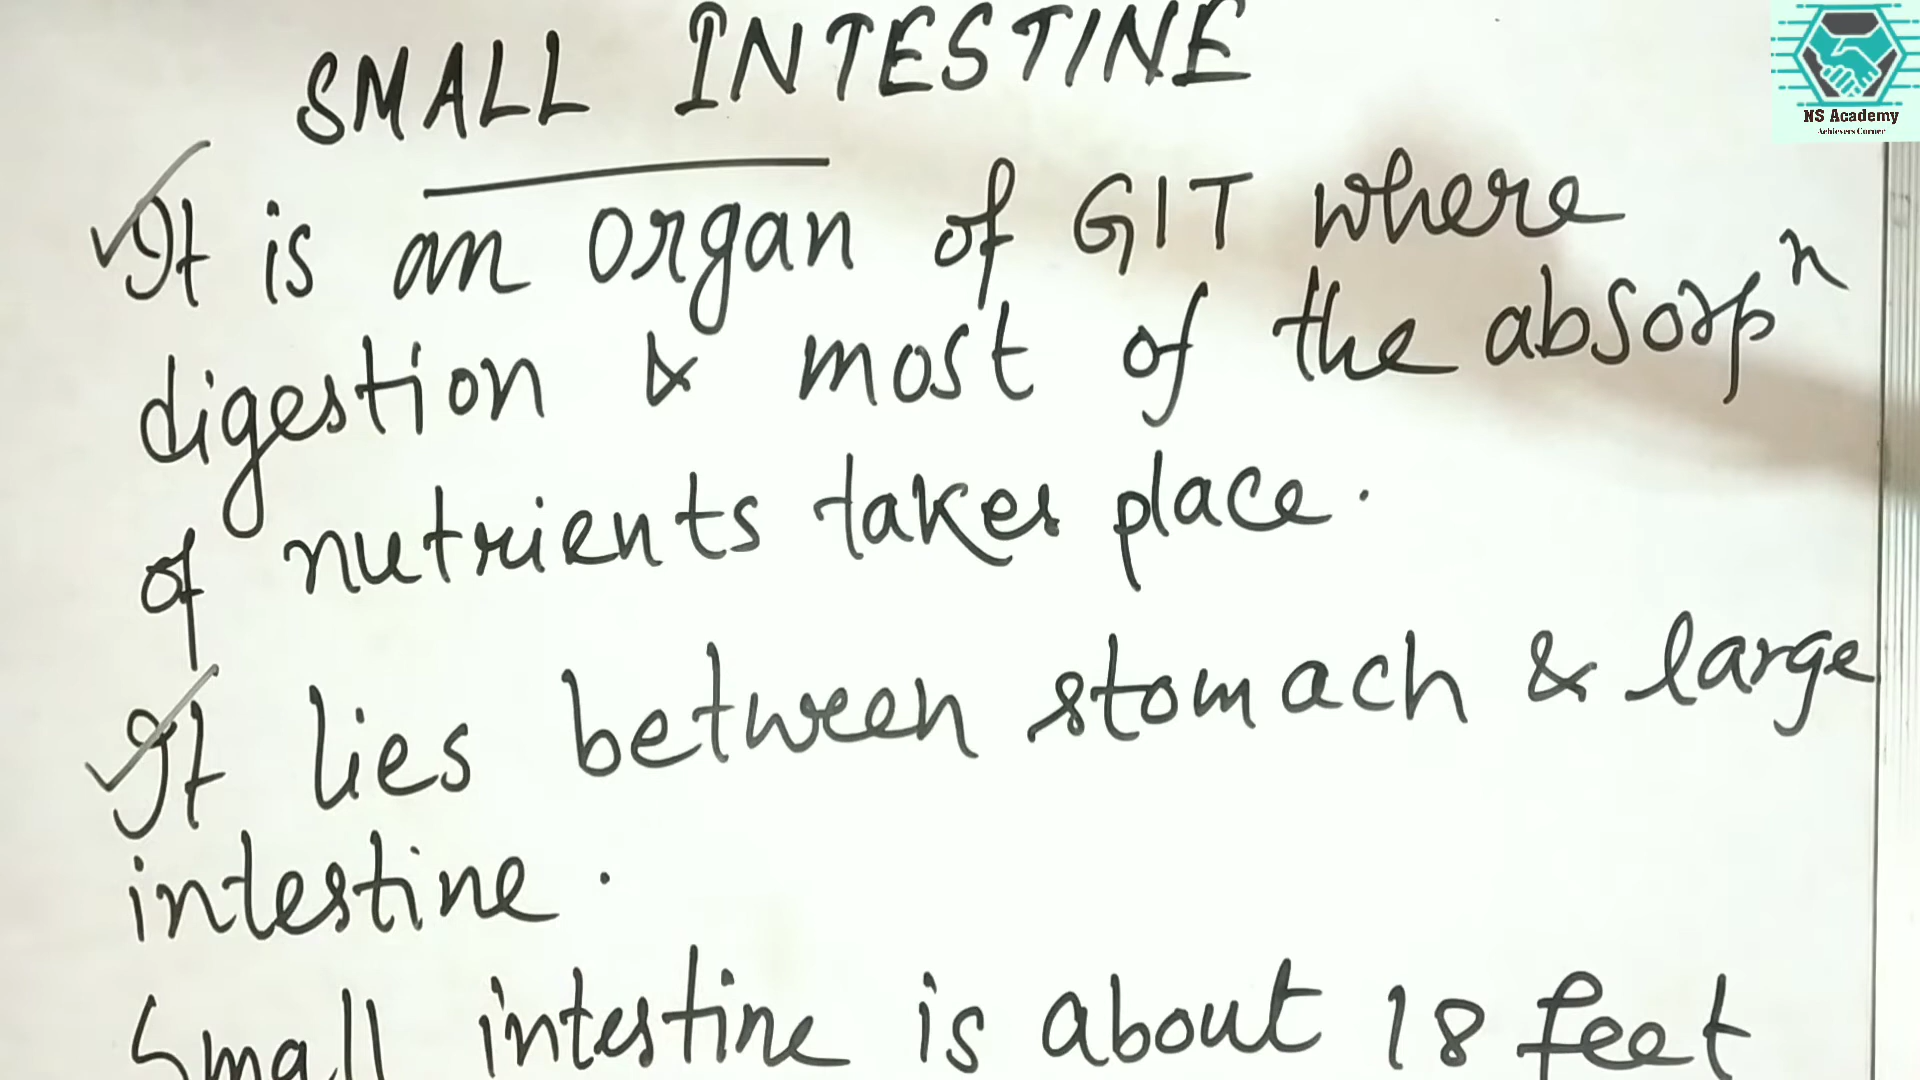 SMALL INTESTINE
NS Academy
Achievers Corner
It is an organ of GIT where
digestion & most of the absorpⁿ
of nutrients takes place.
It lies between stomach & large
intestine.
Small intestine is about 18 feet